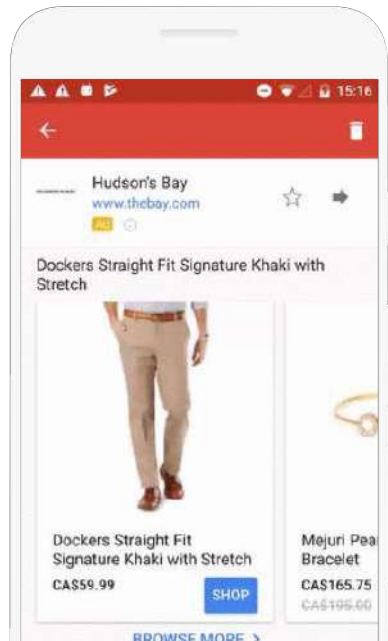 15:16
Hudson's Bay
www.thebay.com
AD
Dockers Straight Fit Signature Khaki with
Stretch
Dockers Straight Fit
Signature Khaki with Stretch
CA$59.99
SHOP
Mejuri Pea
Bracelet
CA$165.75
CA$195.00
BROWSE MORE >